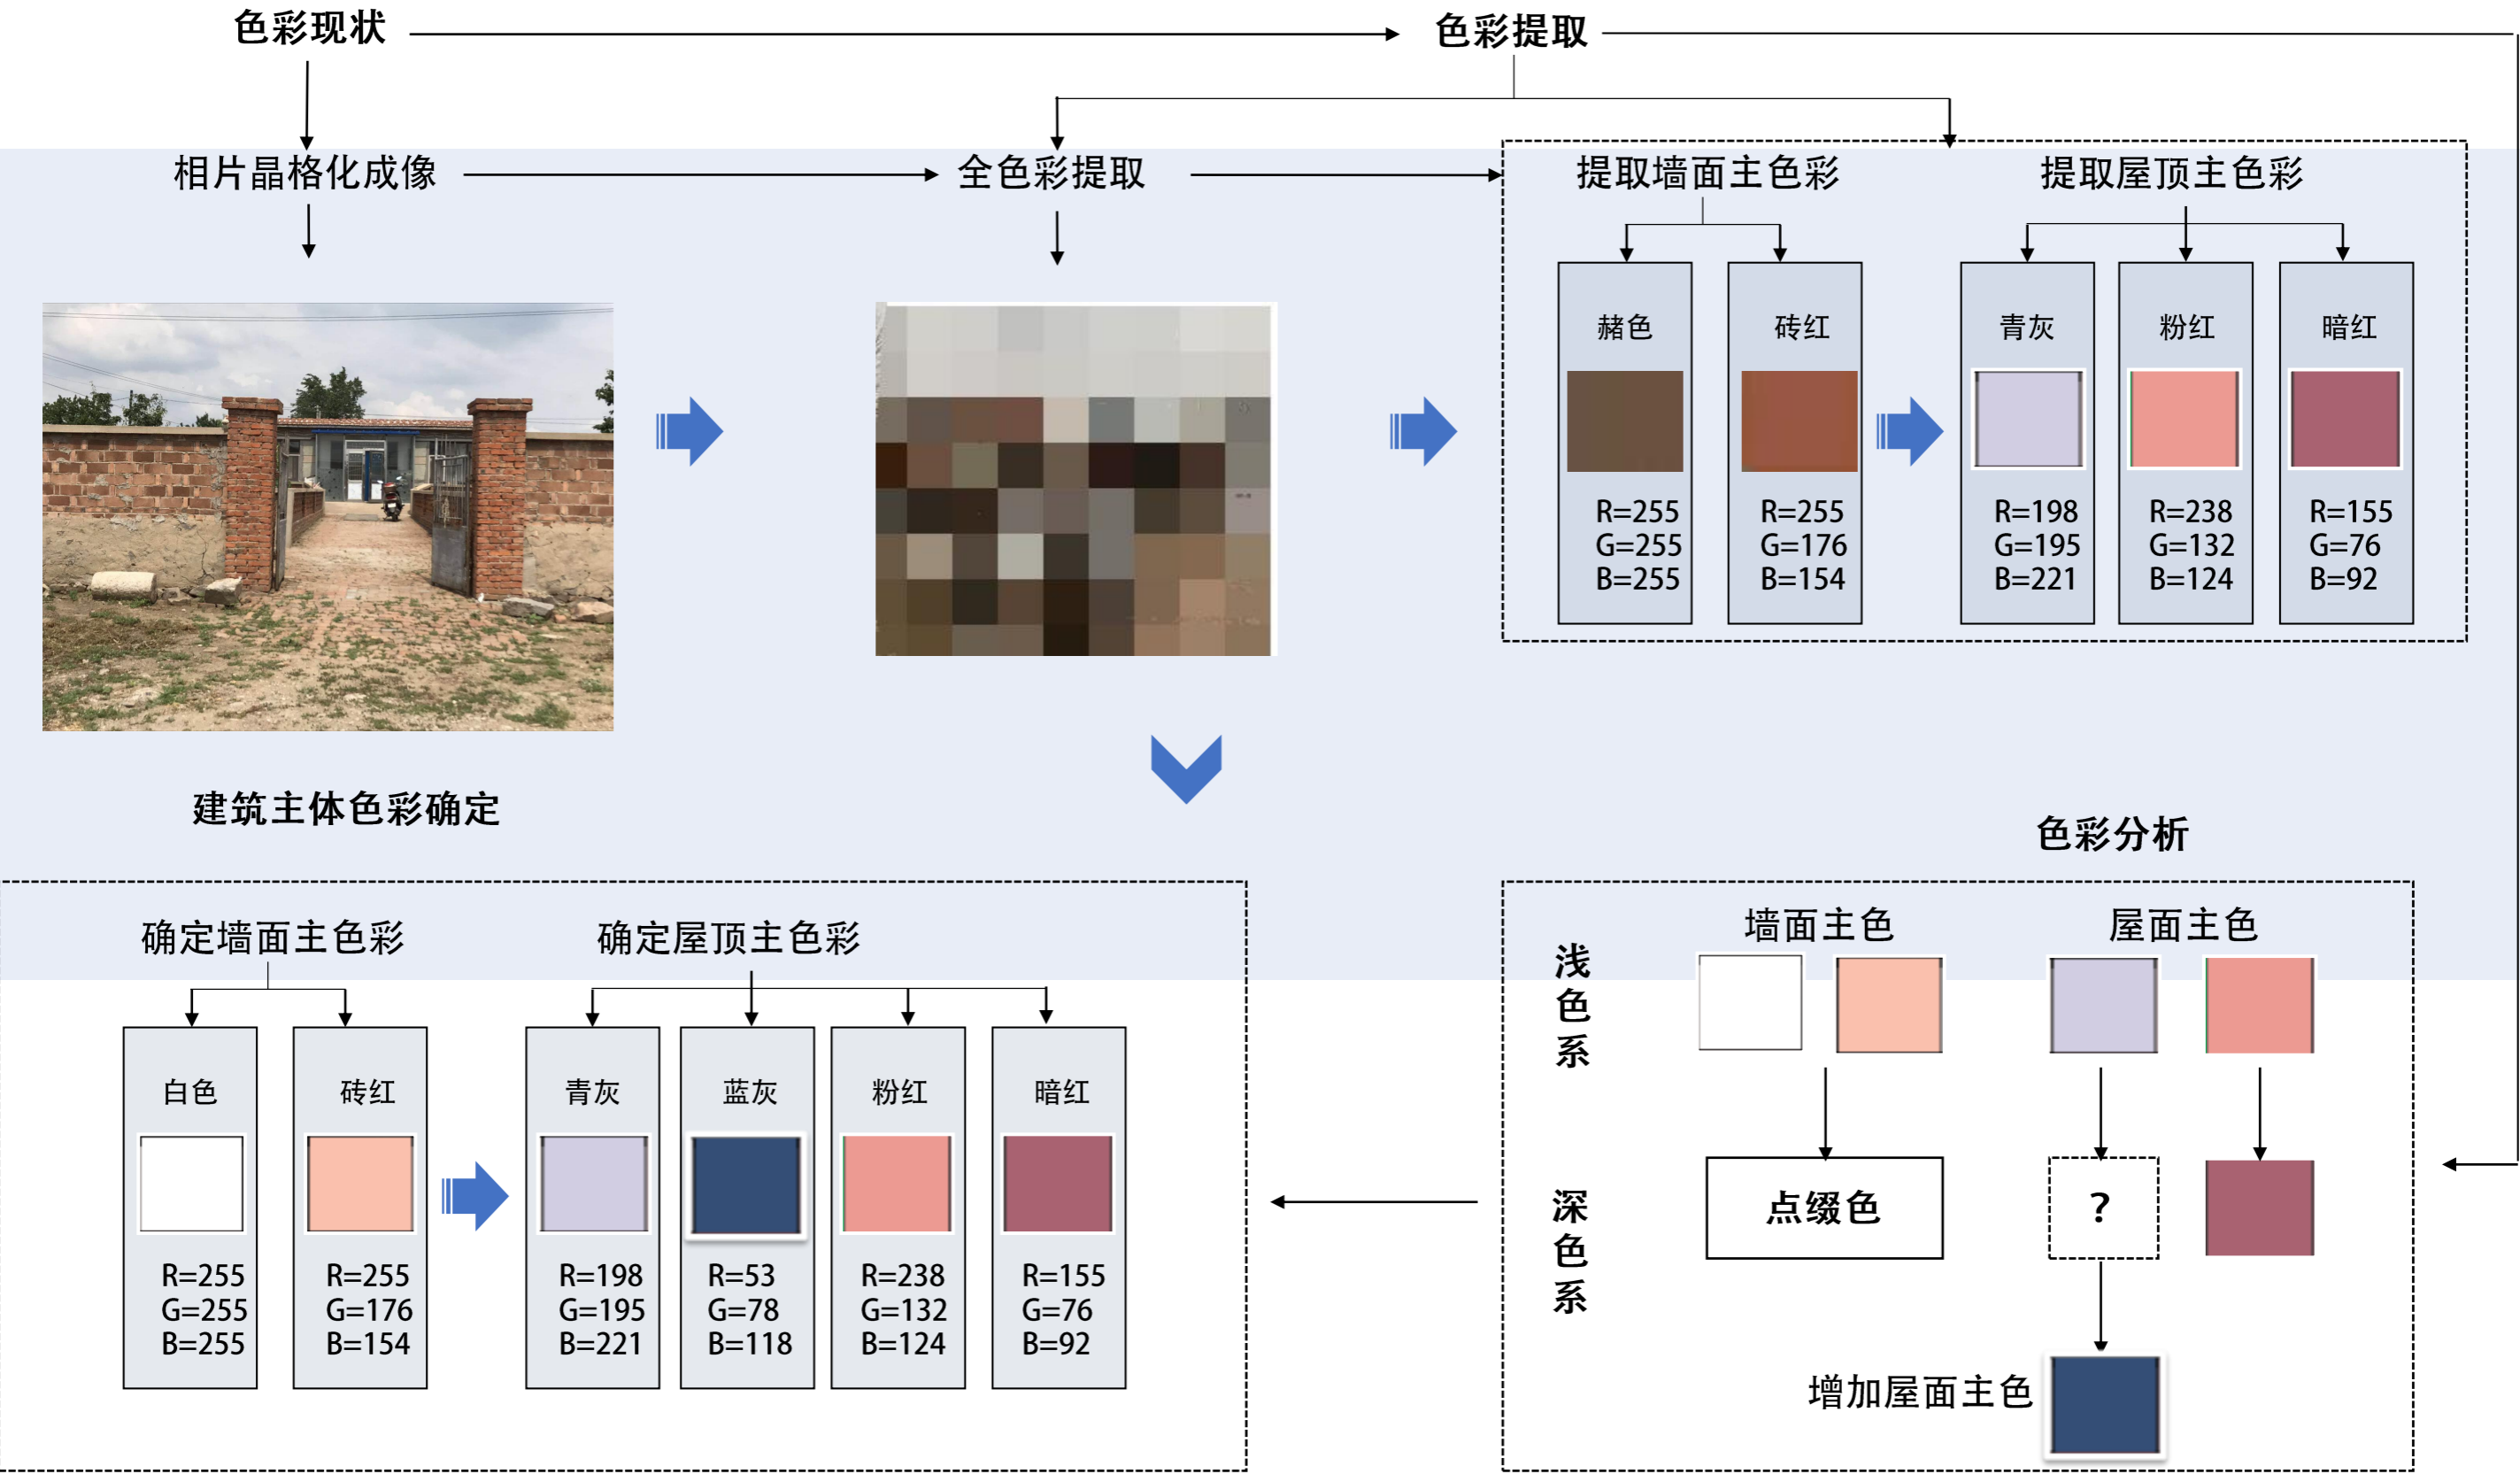 色彩现状
色彩提取
相片晶格化成像
全色彩提取
提取墙面主色彩
提取屋顶主色彩
赭色
R=255
G=255
B=255
砖红
R=255
G=176
B=154
青灰
R=198
G=195
B=221
粉红
R=238
G=132
B=124
暗红
R=155
G=76
B=92
建筑主体色彩确定
色彩分析
确定墙面主色彩
确定屋顶主色彩
白色
R=255
G=255
B=255
砖红
R=255
G=176
B=154
青灰
R=198
G=195
B=221
蓝灰
R=53
G=78
B=118
粉红
R=238
G=132
B=124
暗红
R=155
G=76
B=92
墙面主色
屋面主色
浅色系
深色系
点缀色
?
增加屋面主色